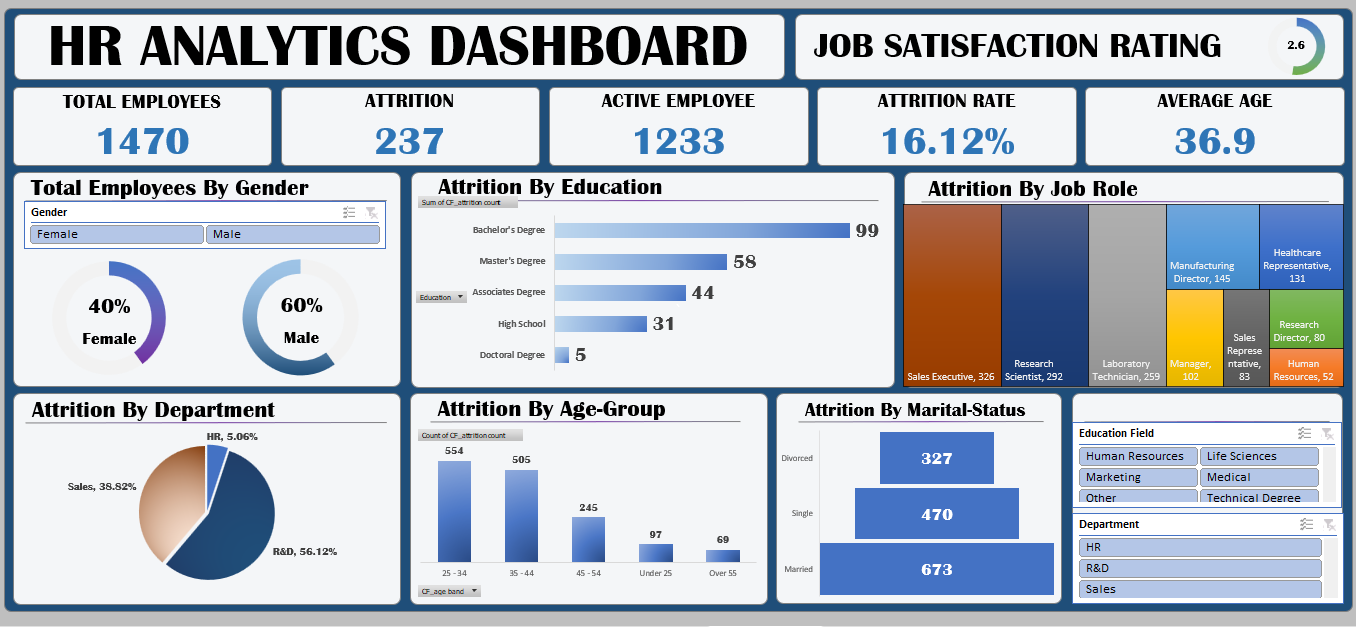 HR ANALYTICS DASHBOARD
JOB SATISFACTION RATING
2.6
TOTAL EMPLOYEES
1470
ATTRITION
237
ACTIVE EMPLOYEE
1233
ATTRITION RATE
16.12%
AVERAGE AGE
36.9
Total Employees By Gender
Gender
Female
Male
40%
Female
60%
Male
Attrition By Education
Sum of CF_attrition count
Bachelor's Degree
99
Master's Degree
58
Education
Associates Degree
44
High School
31
Doctoral Degree
5
Attrition By Job Role
Sales Executive, 326
Research
Scientist, 292
Laboratory
Technician, 259
Manufacturing
Director, 145
Healthcare
Representative,
131
Manager,
102
Sales
Represe
ntative,
83
Research
Director, 80
Human
Resources, 52
Attrition By Department
HR, 5.06%
Sales, 38.82%
R&D, 56.12%
Attrition By Age-Group
Count of CF_attrition count
554
505
245
97
69
25 - 34
35 - 44
45 - 54
Under 25
Over 55
CF_age band
Attrition By Marital-Status
Divorced
327
Single
470
Married
673
Education Field
Human Resources
Life Sciences
Marketing
Medical
Other
Technical Degree
Department
HR
R&D
Sales